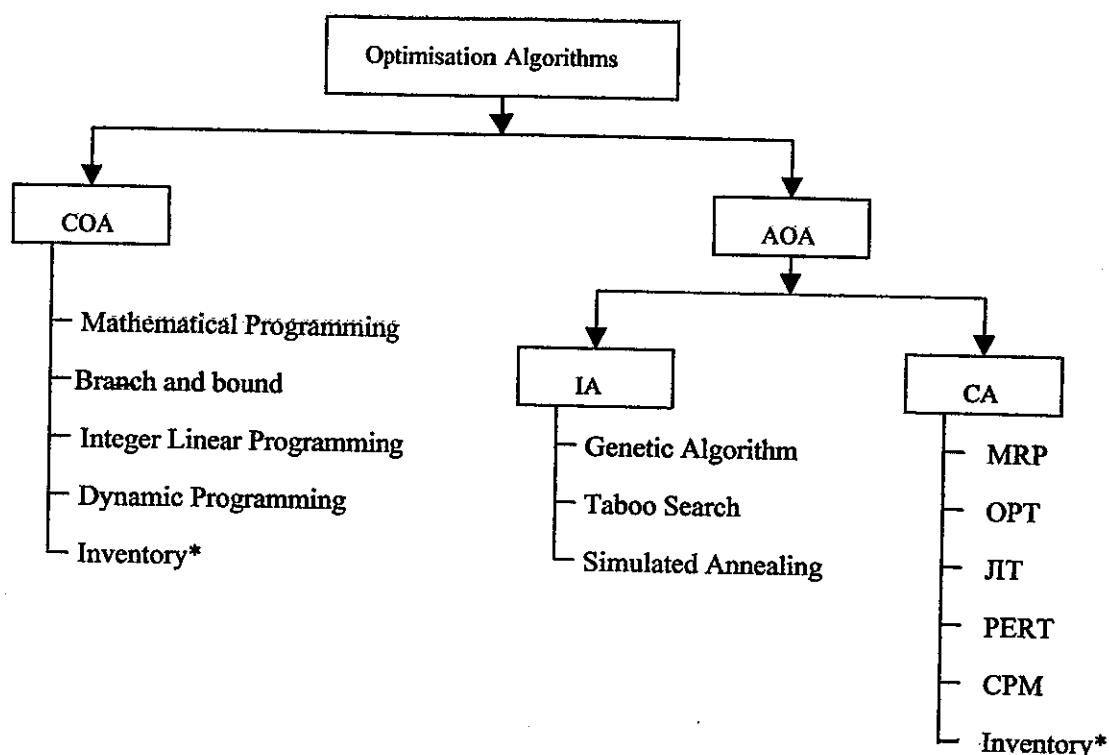 Optimisation Algorithms
COA
AOA
Mathematical Programming
Branch and bound
Integer Linear Programming
Dynamic Programming
Inventory*
IA
Genetic Algorithm
Taboo Search
Simulated Annealing
CA
MRP
OPT
JIT
PERT
CPM
Inventory*